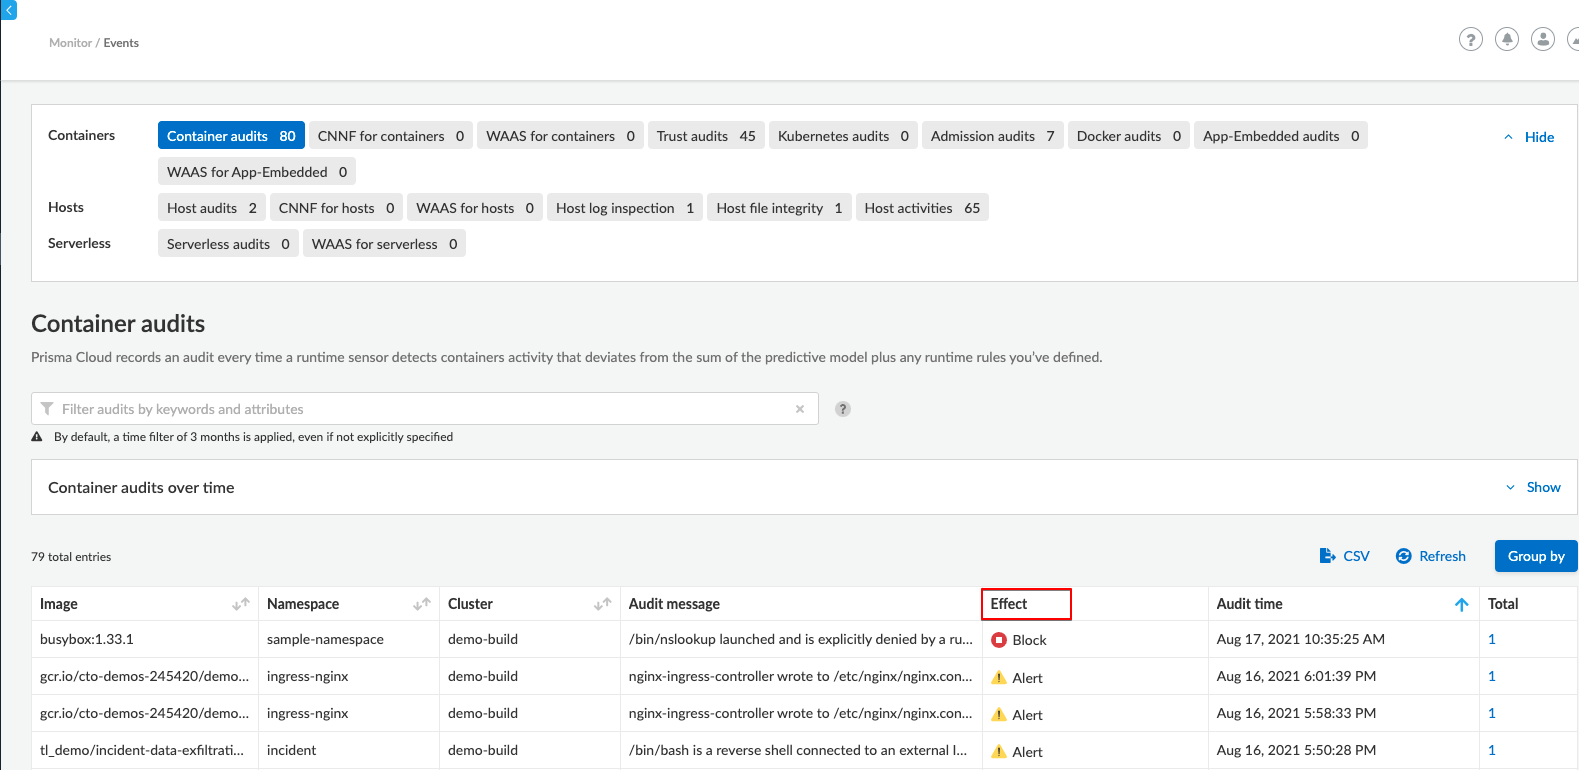 Monitor / Events
Containers
Container audits 80 CNNF for containers 0 WAAS for containers 0 Trust audits 45 Kubernetes audits 0 Admission audits 7 Docker audits 0 App-Embedded audits 0
Hide
WAAS for App-Embedded 0
Hosts
Host audits 2 CNNF for hosts 0 WAAS for hosts 0 Host log inspection 1 Host file integrity 1 Host activities 65
Serverless
Serverless audits 0 WAAS for serverless 0
Container audits
Prisma Cloud records an audit every time a runtime sensor detects containers activity that deviates from the sum of the predictive model plus any runtime rules you've defined.
Filter audits by keywords and attributes
By default, a time filter of 3 months is applied, even if not explicitly specified
Container audits over time
Show
79 total entries
CSV Refresh Group by
Image Namespace Cluster Audit message Effect Audit time Total
busybox:1.33.1 sample-namespace demo-build /bin/nslookup launched and is explicitly denied by a ru... Block Aug 17, 2021 10:35:25 AM 1
gcr.io/cto-demos-245420/demo... ingress-nginx demo-build nginx-ingress-controller wrote to /etc/nginx/nginx.con... Alert Aug 16, 2021 6:01:39 PM 1
gcr.io/cto-demos-245420/demo... ingress-nginx demo-build nginx-ingress-controller wrote to /etc/nginx/nginx.con... Alert Aug 16, 2021 5:58:33 PM 1
tl_demo/incident-data-exfiltrati... incident demo-build /bin/bash is a reverse shell connected to an external I... Alert Aug 16, 2021 5:50:28 PM 1